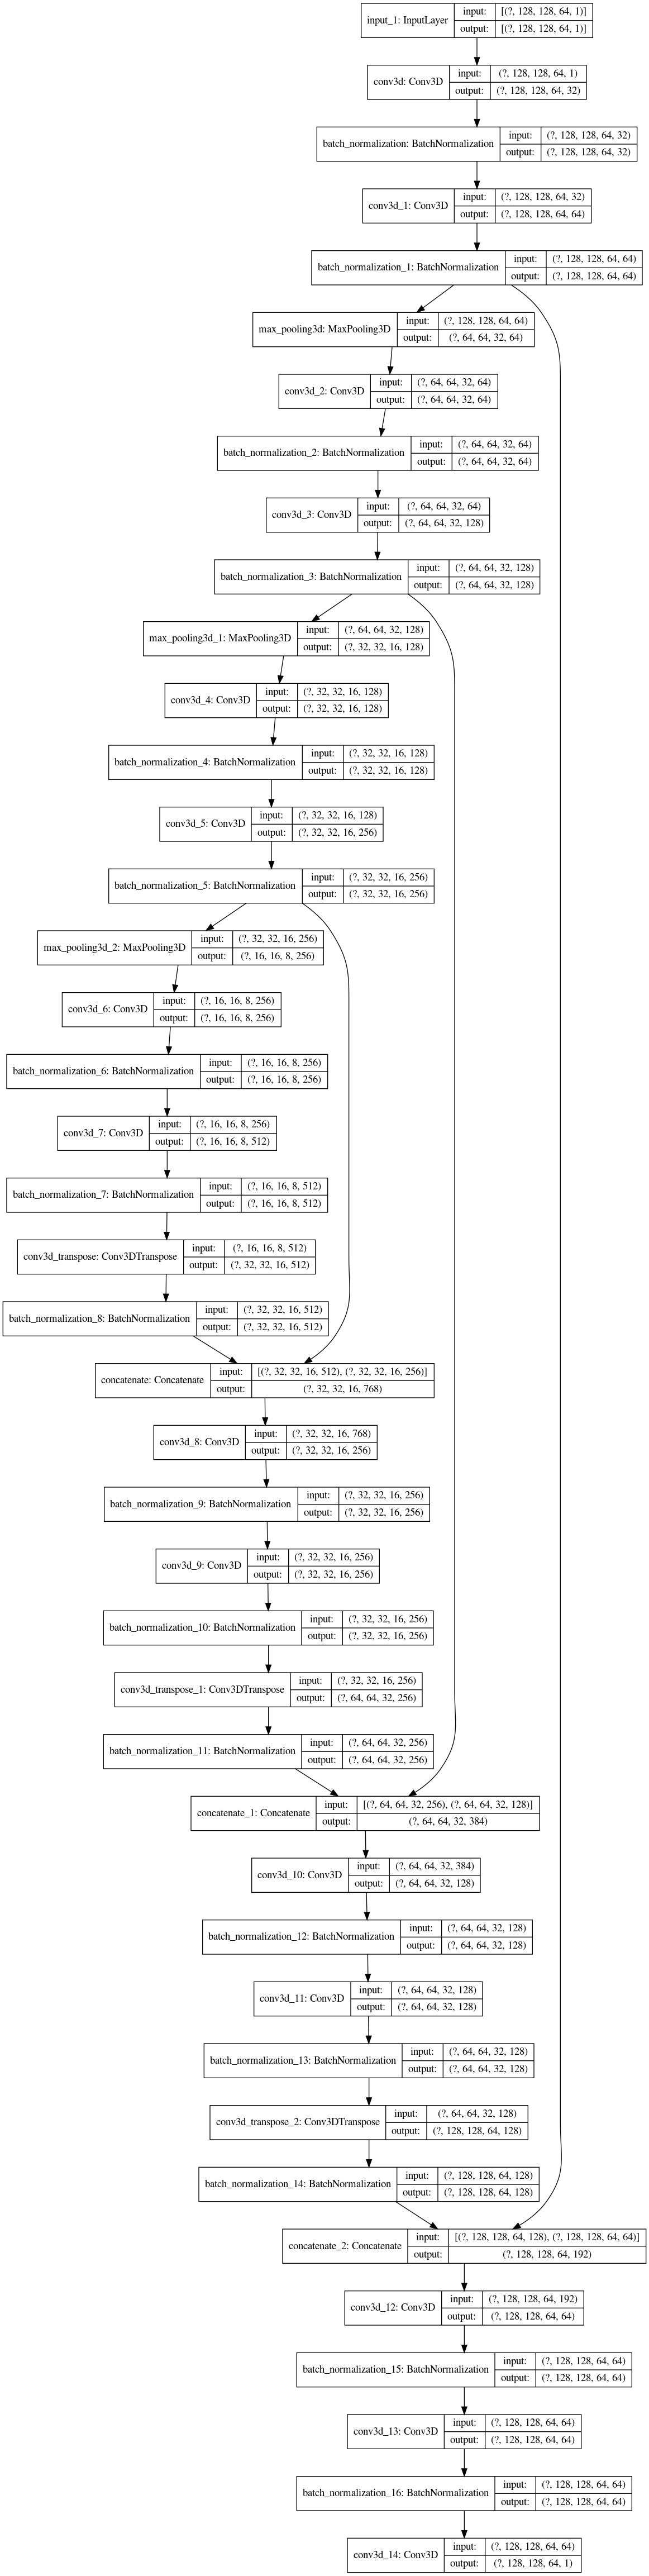 input_1: InputLayer
input: [(?, 128, 128, 64, 1)]
output: [(?, 128, 128, 64, 1)]
conv3d: Conv3D
input: (?, 128, 128, 64, 1)
output: (?, 128, 128, 64, 32)
batch_normalization: BatchNormalization
input: (?, 128, 128, 64, 32)
output: (?, 128, 128, 64, 32)
conv3d_1: Conv3D
input: (?, 128, 128, 64, 32)
output: (?, 128, 128, 64, 64)
batch_normalization_1: BatchNormalization
input: (?, 128, 128, 64, 64)
output: (?, 128, 128, 64, 64)
max_pooling3d: MaxPooling3D
input: (?, 128, 128, 64, 64)
output: (?, 64, 64, 32, 64)
conv3d_2: Conv3D
input: (?, 64, 64, 32, 64)
output: (?, 64, 64, 32, 64)
batch_normalization_2: BatchNormalization
input: (?, 64, 64, 32, 64)
output: (?, 64, 64, 32, 64)
conv3d_3: Conv3D
input: (?, 64, 64, 32, 64)
output: (?, 64, 64, 32, 128)
batch_normalization_3: BatchNormalization
input: (?, 64, 64, 32, 128)
output: (?, 64, 64, 32, 128)
max_pooling3d_1: MaxPooling3D
input: (?, 64, 64, 32, 128)
output: (?, 32, 32, 16, 128)
conv3d_4: Conv3D
input: (?, 32, 32, 16, 128)
output: (?, 32, 32, 16, 128)
batch_normalization_4: BatchNormalization
input: (?, 32, 32, 16, 128)
output: (?, 32, 32, 16, 128)
conv3d_5: Conv3D
input: (?, 32, 32, 16, 128)
output: (?, 32, 32, 16, 256)
batch_normalization_5: BatchNormalization
input: (?, 32, 32, 16, 256)
output: (?, 32, 32, 16, 256)
max_pooling3d_2: MaxPooling3D
input: (?, 32, 32, 16, 256)
output: (?, 16, 16, 8, 256)
conv3d_6: Conv3D
input: (?, 16, 16, 8, 256)
output: (?, 16, 16, 8, 256)
batch_normalization_6: BatchNormalization
input: (?, 16, 16, 8, 256)
output: (?, 16, 16, 8, 256)
conv3d_7: Conv3D
input: (?, 16, 16, 8, 256)
output: (?, 16, 16, 8, 512)
batch_normalization_7: BatchNormalization
input: (?, 16, 16, 8, 512)
output: (?, 16, 16, 8, 512)
conv3d_transpose: Conv3DTranspose
input: (?, 16, 16, 8, 512)
output: (?, 32, 32, 16, 512)
batch_normalization_8: BatchNormalization
input: (?, 32, 32, 16, 512)
output: (?, 32, 32, 16, 512)
concatenate: Concatenate
input: [(?, 32, 32, 16, 512), (?, 32, 32, 16, 256)]
output: (?, 32, 32, 16, 768)
conv3d_8: Conv3D
input: (?, 32, 32, 16, 768)
output: (?, 32, 32, 16, 256)
batch_normalization_9: BatchNormalization
input: (?, 32, 32, 16, 256)
output: (?, 32, 32, 16, 256)
conv3d_9: Conv3D
input: (?, 32, 32, 16, 256)
output: (?, 32, 32, 16, 256)
batch_normalization_10: BatchNormalization
input: (?, 32, 32, 16, 256)
output: (?, 32, 32, 16, 256)
conv3d_transpose_1: Conv3DTranspose
input: (?, 32, 32, 16, 256)
output: (?, 64, 64, 32, 256)
batch_normalization_11: BatchNormalization
input: (?, 64, 64, 32, 256)
output: (?, 64, 64, 32, 256)
concatenate_1: Concatenate
input: [(?, 64, 64, 32, 256), (?, 64, 64, 32, 128)]
output: (?, 64, 64, 32, 384)
conv3d_10: Conv3D
input: (?, 64, 64, 32, 384)
output: (?, 64, 64, 32, 128)
batch_normalization_12: BatchNormalization
input: (?, 64, 64, 32, 128)
output: (?, 64, 64, 32, 128)
conv3d_11: Conv3D
input: (?, 64, 64, 32, 128)
output: (?, 64, 64, 32, 128)
batch_normalization_13: BatchNormalization
input: (?, 64, 64, 32, 128)
output: (?, 64, 64, 32, 128)
conv3d_transpose_2: Conv3DTranspose
input: (?, 64, 64, 32, 128)
output: (?, 128, 128, 64, 128)
batch_normalization_14: BatchNormalization
input: (?, 128, 128, 64, 128)
output: (?, 128, 128, 64, 128)
concatenate_2: Concatenate
input: [(?, 128, 128, 64, 128), (?, 128, 128, 64, 64)]
output: (?, 128, 128, 64, 192)
conv3d_12: Conv3D
input: (?, 128, 128, 64, 192)
output: (?, 128, 128, 64, 64)
batch_normalization_15: BatchNormalization
input: (?, 128, 128, 64, 64)
output: (?, 128, 128, 64, 64)
conv3d_13: Conv3D
input: (?, 128, 128, 64, 64)
output: (?, 128, 128, 64, 64)
batch_normalization_16: BatchNormalization
input: (?, 128, 128, 64, 64)
output: (?, 128, 128, 64, 64)
conv3d_14: Conv3D
input: (?, 128, 128, 64, 64)
output: (?, 128, 128, 64, 1)